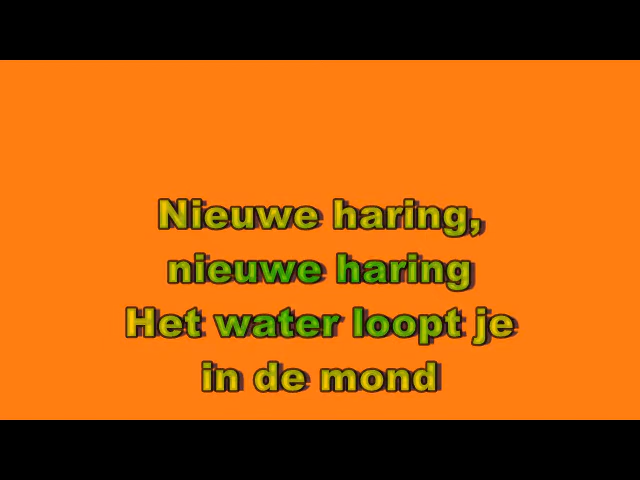 Nieuwe haring,
nieuwe haring
Het water loopt je
in de mond